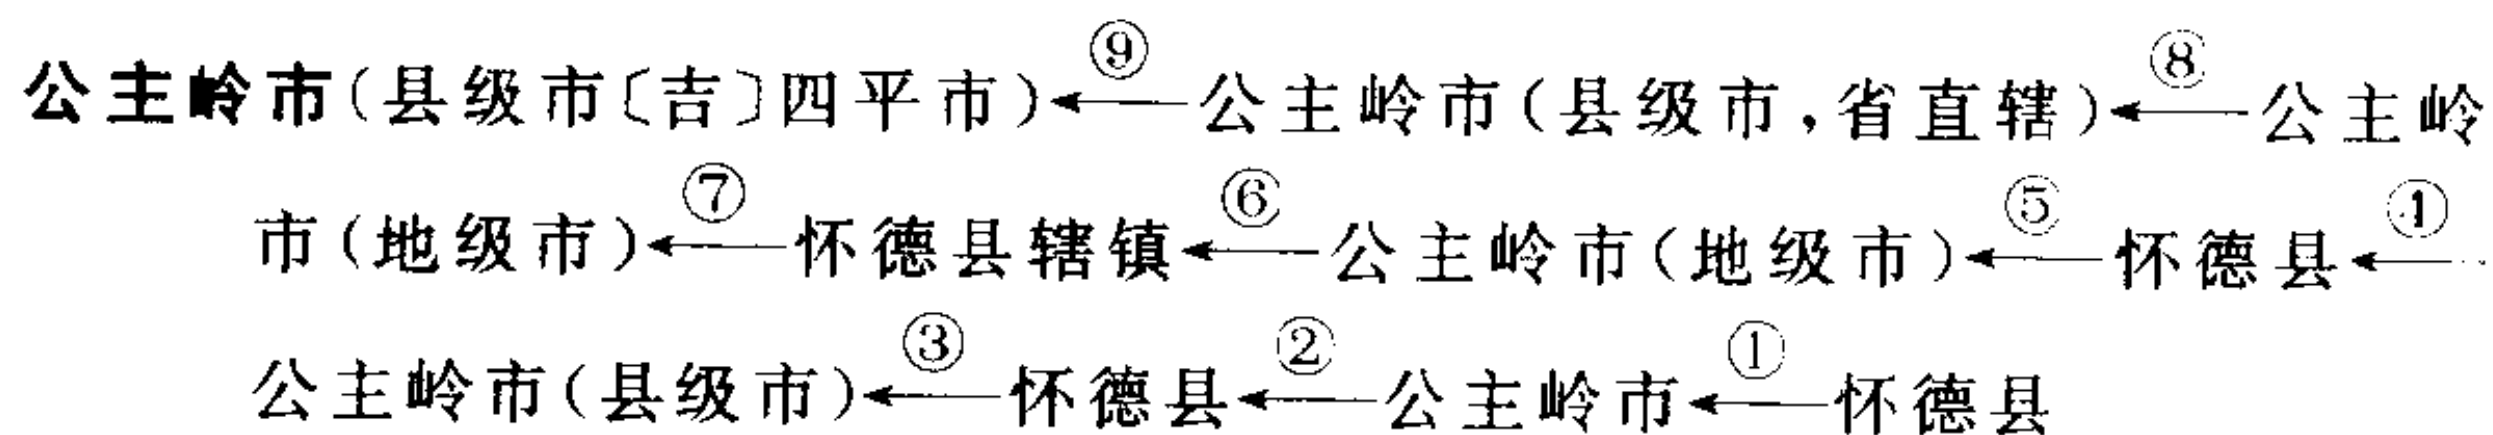 公主岭市(县级市〔吉〕四平市)←⑨公主岭市(县级市,省直辖)←⑧公主岭
市(地级市)←⑦怀德县辖镇←⑥公主岭市(地级市)←⑤怀德县←④
公主岭市(县级市)←③怀德县←②公主岭市←①怀德县